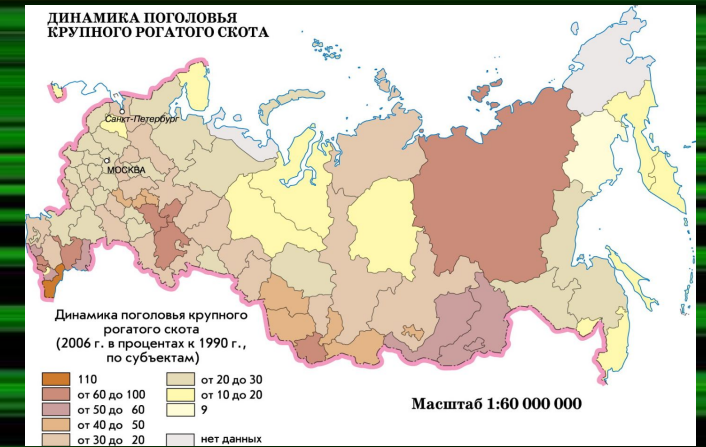 ДИНАМИКА ПОГОЛОВЬЯ
КРУПНОГО РОГАТОГО СКОТА
Санкт-Петербург
МОСКВА
Динамика поголовья крупного
рогатого скота
(2006 г. в процентах к 1990 г.,
по субъектам)
110
от 60 до 100
от 50 до 60
от 40 до 50
от 30 до 20
от 20 до 30
от 10 до 20
9
нет данных
Масштаб 1:60 000 000